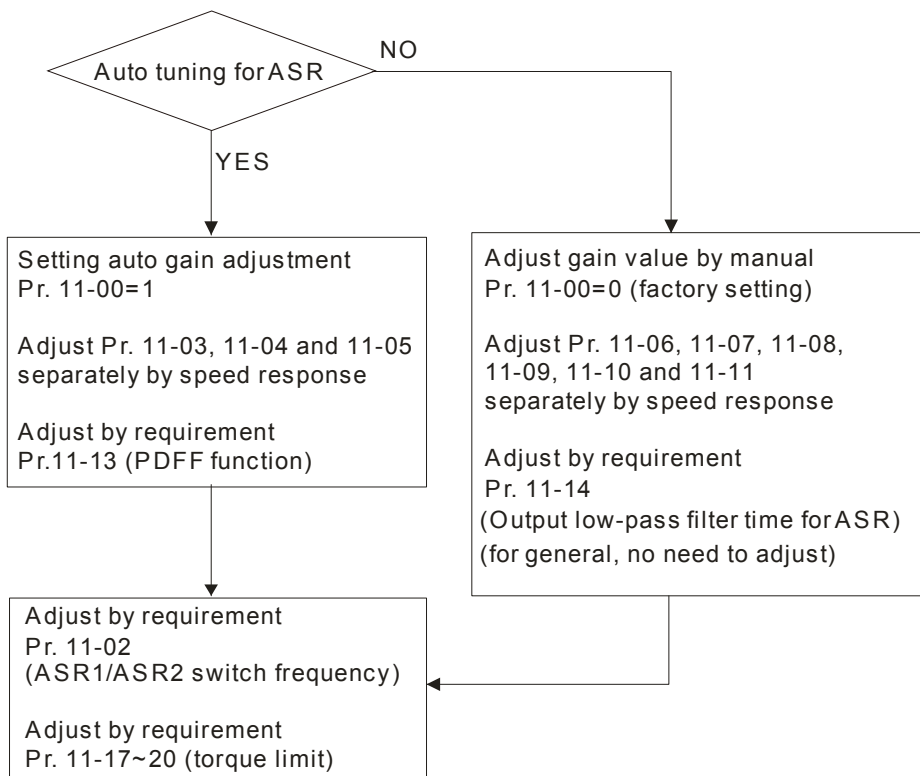 Auto tuning for ASR
NO
YES
Setting auto gain adjustment
Pr. 11-00=1
Adjust Pr. 11-03, 11-04 and 11-05
separately by speed response
Adjust by requirement
Pr.11-13 (PDFF function)
Adjust gain value by manual
Pr. 11-00=0 (factory setting)
Adjust Pr. 11-06, 11-07, 11-08,
11-09, 11-10 and 11-11
separately by speed response
Adjust by requirement
Pr. 11-14
(Output low-pass filter time for ASR)
(for general, no need to adjust)
Adjust by requirement
Pr. 11-02
(ASR1/ASR2 switch frequency)
Adjust by requirement
Pr. 11-17~20 (torque limit)